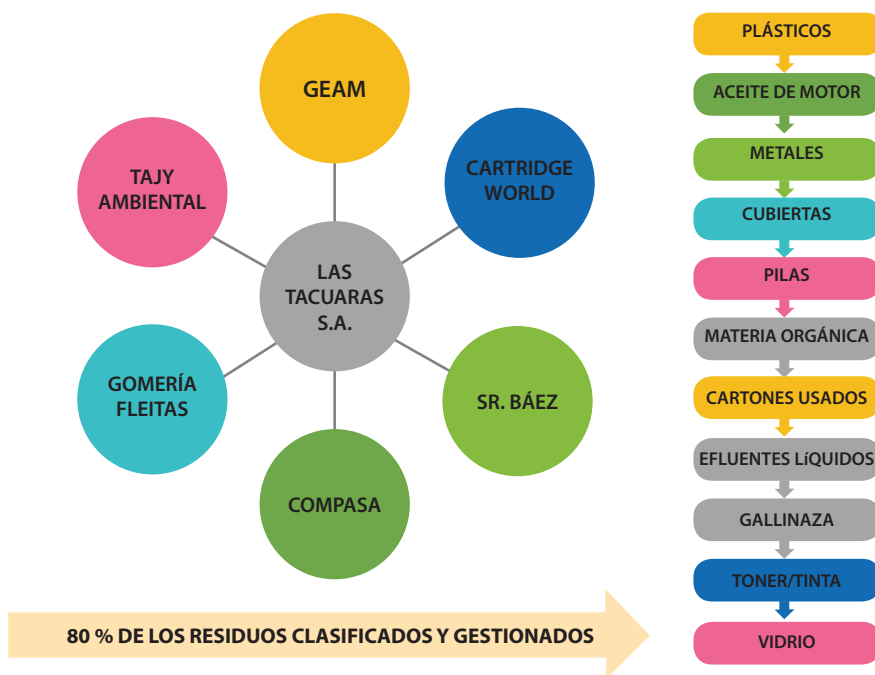 GEAM
CARTRIDGE
WORLD
TAJY
AMBIENTAL
LAS
TACUARAS
S.A.
GOMERÍA
FLEITAS
SR. BÁEZ
COMPASA
80 % DE LOS RESIDUOS CLASIFICADOS Y GESTIONADOS
PLÁSTICOS
ACEITE DE MOTOR
METALES
CUBIERTAS
PILAS
MATERIA ORGÁNICA
CARTONES USADOS
EFLUENTES LíQUIDOS
GALLINAZA
TONER/TINTA
VIDRIO